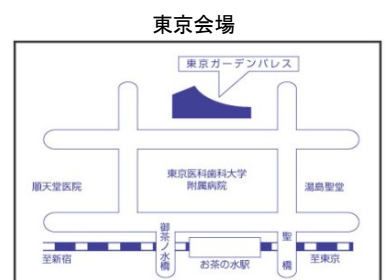 東京会場
東京ガーデンパレス
東京医科歯科大学
附属病院
順天堂医院
湯島聖堂
御茶ノ水橋
聖橋
至新宿
お茶の水駅
至東京